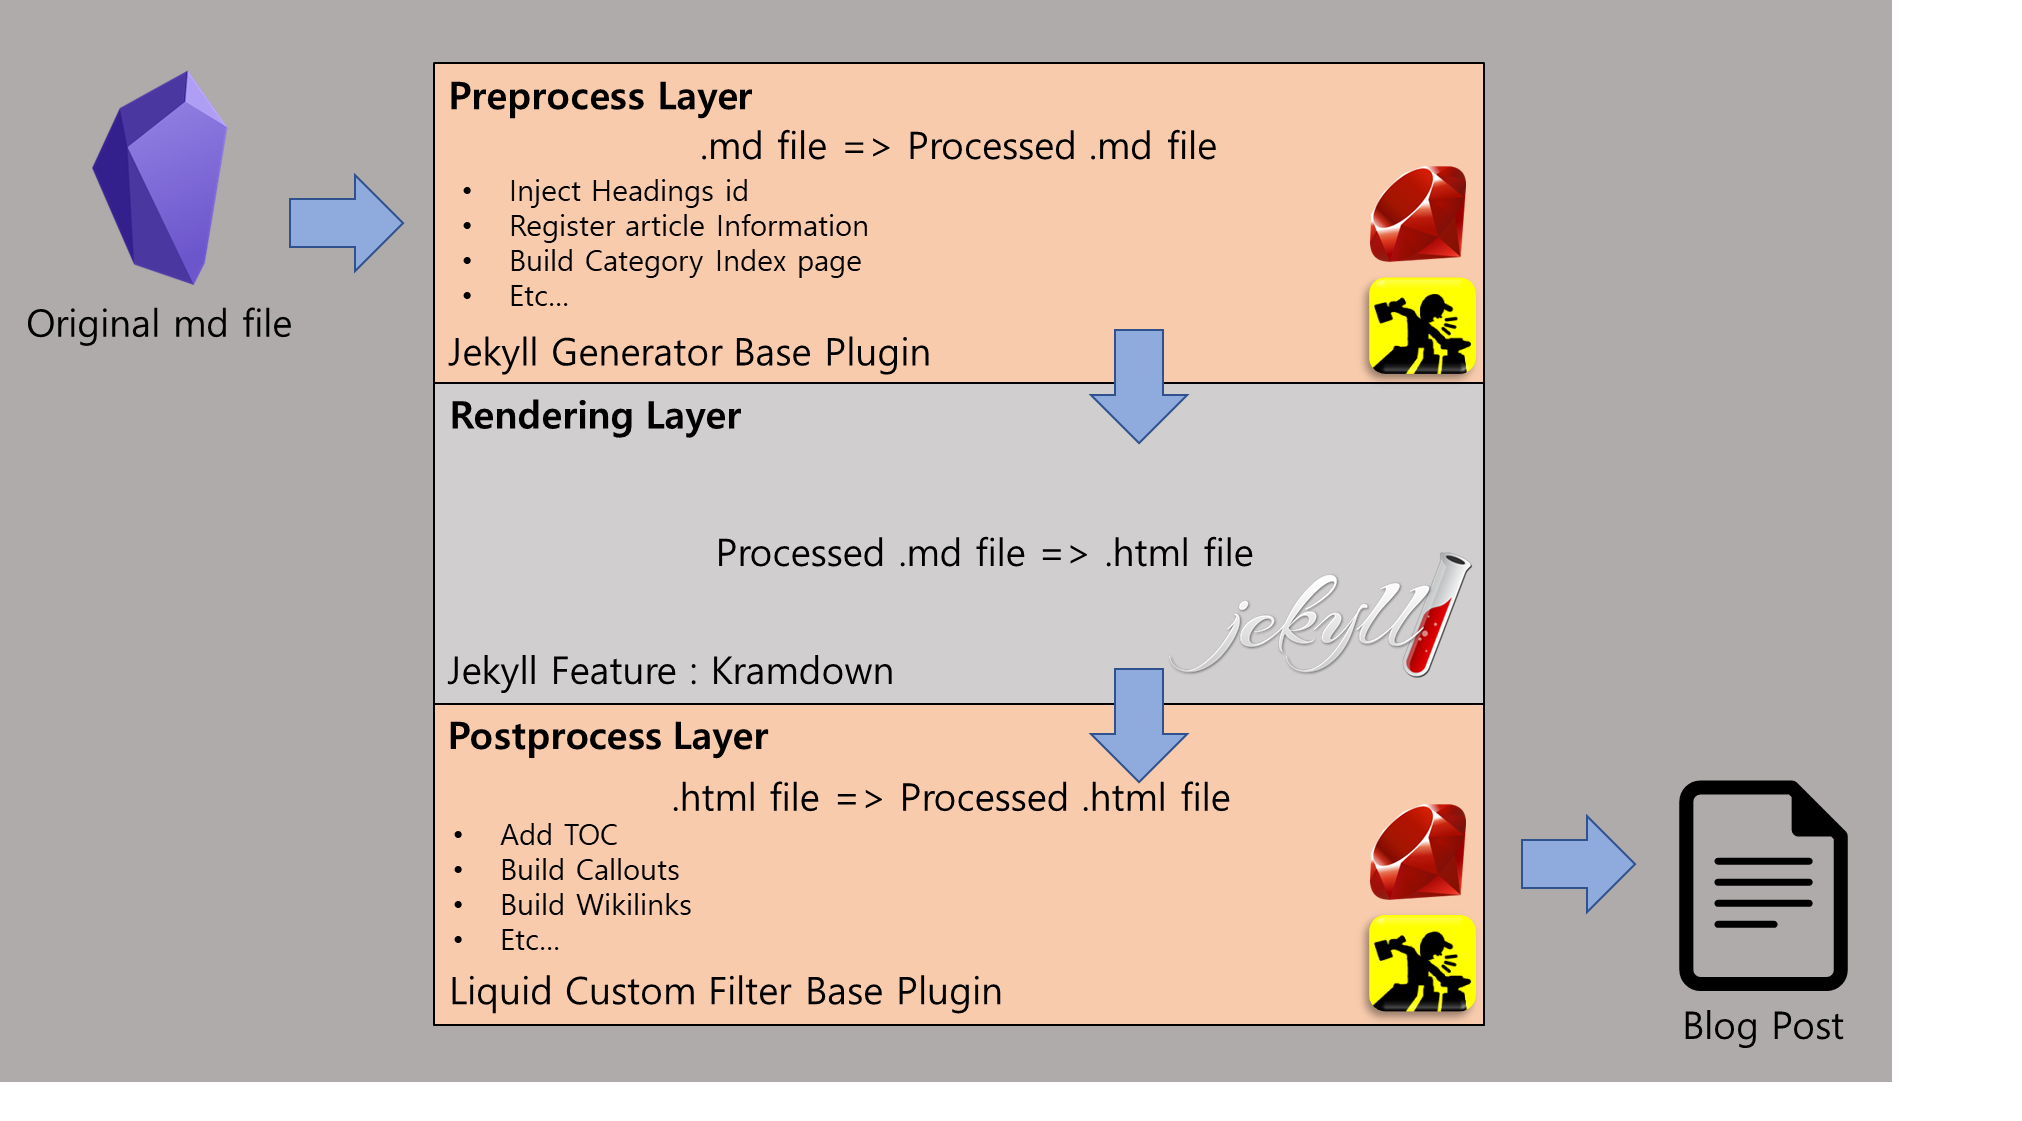 Original md file
Preprocess Layer
.md file => Processed .md file
• Inject Headings id
• Register article Information
• Build Category Index page
• Etc...
Jekyll Generator Base Plugin
Rendering Layer
Processed .md file => .html file
jekyll
Jekyll Feature : Kramdown
Postprocess Layer
.html file => Processed .html file
• Add TOC
• Build Callouts
• Build Wikilinks
• Etc...
Liquid Custom Filter Base Plugin
Blog Post